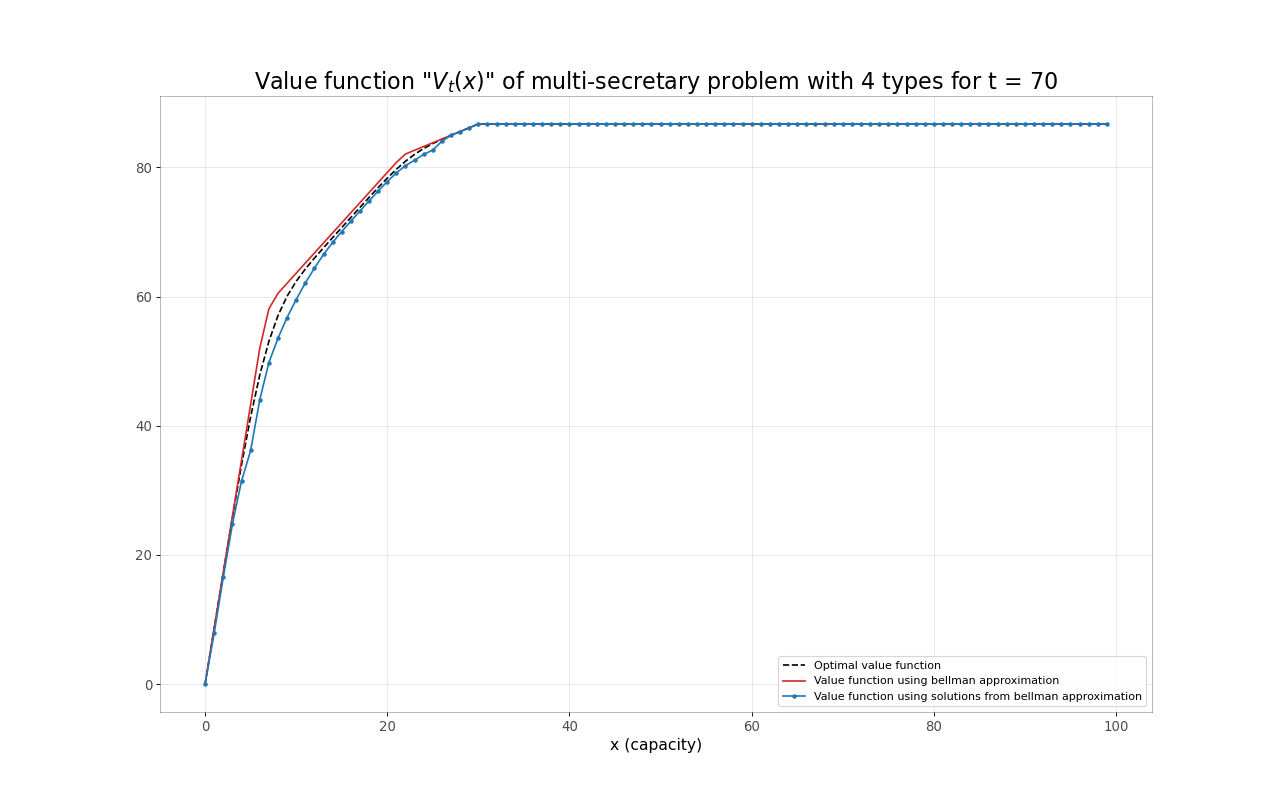 Value function "Vₜ(x)" of multi-secretary problem with 4 types for t = 70
80
60
40
20
0
0 20 40 60 80 100
x (capacity)
Optimal value function
Value function using bellman approximation
Value function using solutions from bellman approximation